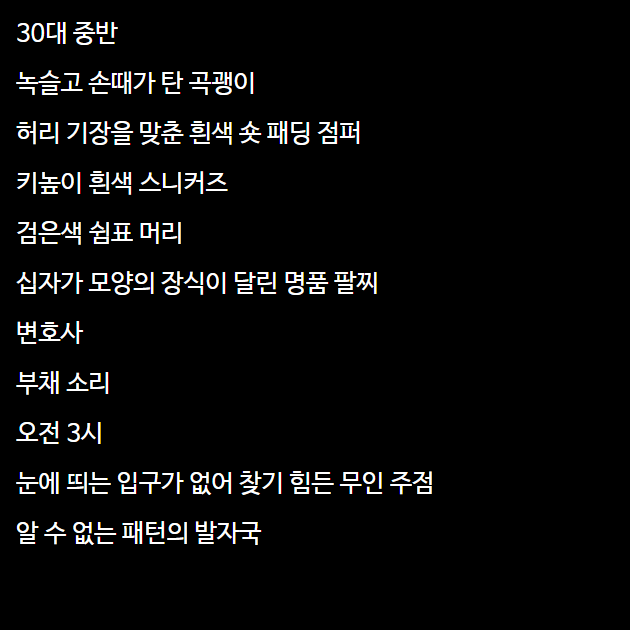 30대 중반
녹슬고 손때가 탄 곡괭이
허리 기장을 맞춘 흰색 숏 패딩 점퍼
키높이 흰색 스니커즈
검은색 쉼표 머리
십자가 모양의 장식이 달린 명품 팔찌
변호사
부채 소리
오전 3시
눈에 띄는 입구가 없어 찾기 힘든 무인 주점
알 수 없는 패턴의 발자국